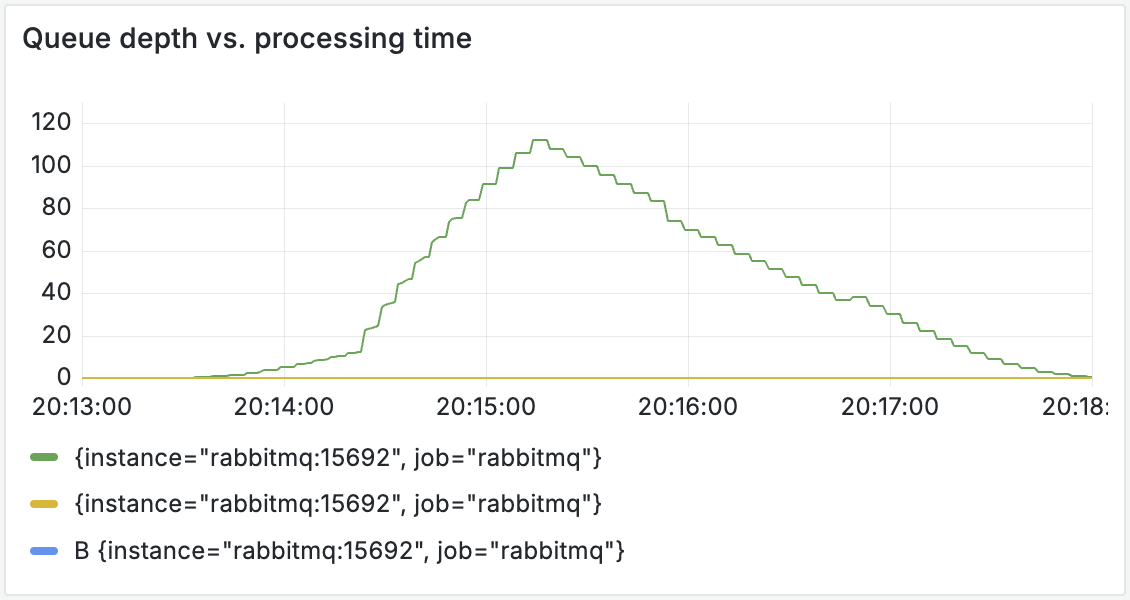 Queue depth vs. processing time
120
100
80
60
40
20
0
20:13:00 20:14:00 20:15:00 20:16:00 20:17:00 20:18:
{instance="rabbitmq:15692", job="rabbitmq"}
{instance="rabbitmq:15692", job="rabbitmq"}
B {instance="rabbitmq:15692", job="rabbitmq"}